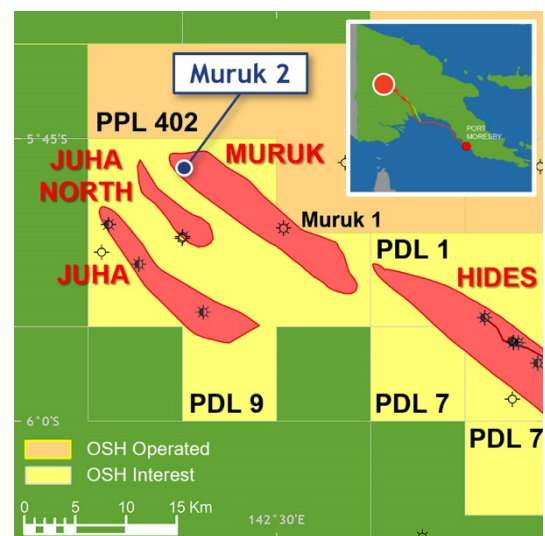 Muruk 2
PORT
MORESBY
PPL 402
5°45'S
JUHA
NORTH
MURUK
Muruk 1
PDL 1
JUHA
HIDES
PDL 9
PDL 7
6°0'S
PDL 7
OSH Operated
OSH Interest
0 5 10 15 Km
142°30'E